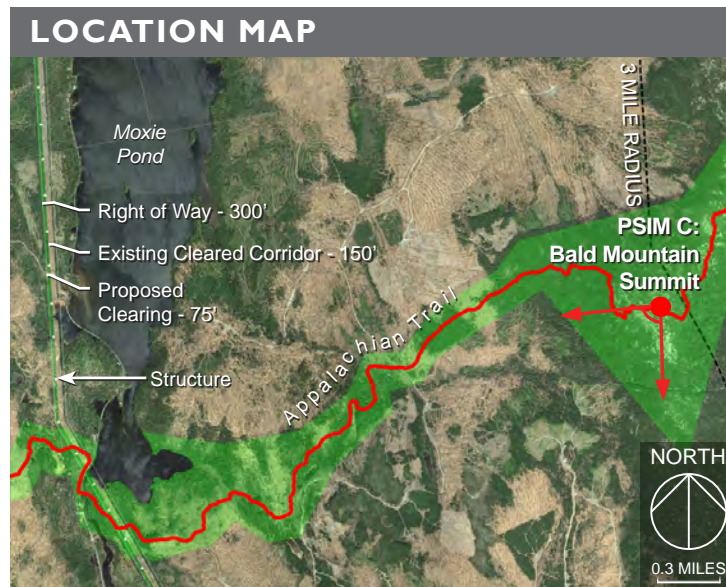 LOCATION MAP
Moxie
Pond
Right of Way - 300'
Existing Cleared Corridor - 150'
Proposed
Clearing - 75'
Structure
Appalachian Trail
3 MILE RADIUS
PSIM C:
Bald Mountain
Summit
NORTH
0.3 MILES